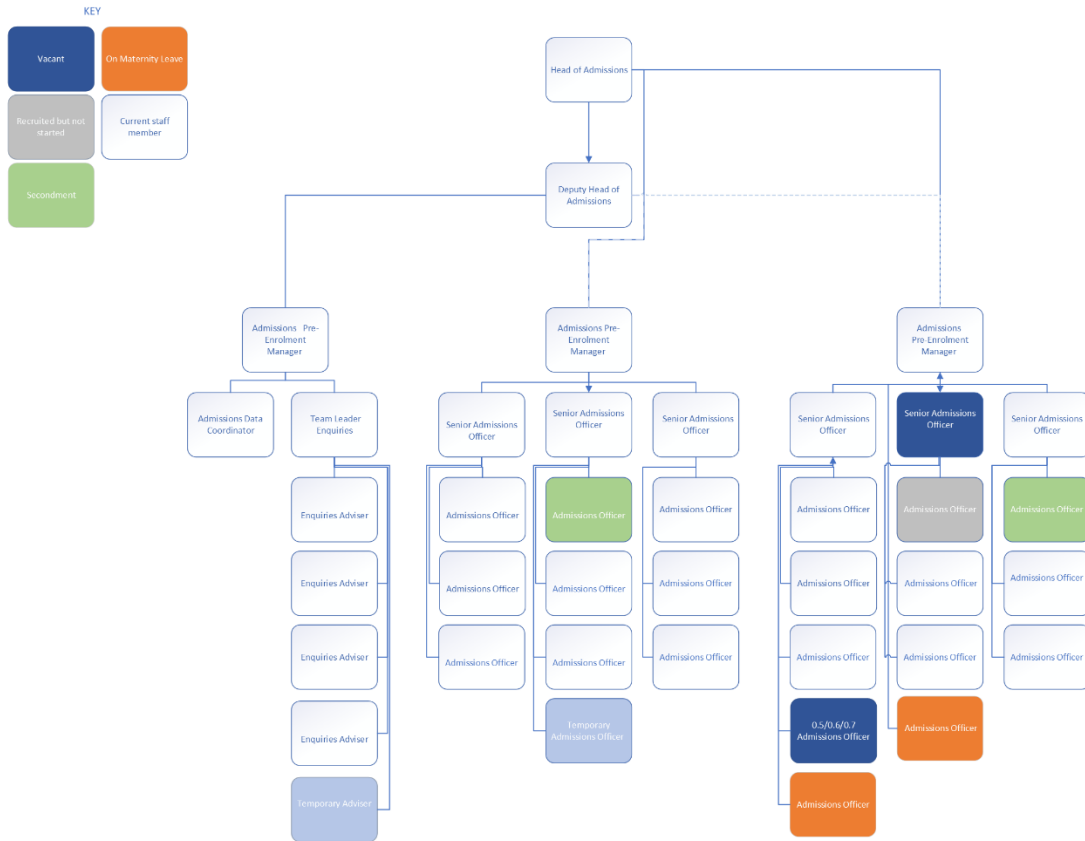 KEY
Vacant
On Maternity Leave
Recruited but not
started
Current staff
member
Secondment
Head of Admissions
Deputy Head of
Admissions
Admissions Pre-
Enrolment
Manager
Admissions Pre-
Enrolment
Manager
Admissions
Pre-Enrolment
Manager
Admissions Data
Coordinator
Team Leader
Enquiries
Senior Admissions
Officer
Senior Admissions
Officer
Senior Admissions
Officer
Senior Admissions
Officer
Senior Admissions
Officer
Senior Admissions
Officer
Enquiries Adviser
Admissions Officer
Admissions Officer
Admissions Officer
Admissions Officer
Admissions Officer
Admissions Officer
Enquiries Adviser
Admissions Officer
Admissions Officer
Admissions Officer
Admissions Officer
Admissions Officer
Admissions Officer
Enquiries Adviser
Admissions Officer
Admissions Officer
Admissions Officer
Admissions Officer
Admissions Officer
Admissions Officer
Enquiries Adviser
Temporary
Admissions Officer
0.5/0.6/0.7
Admissions Officer
Admissions Officer
Temporary Adviser
Admissions Officer